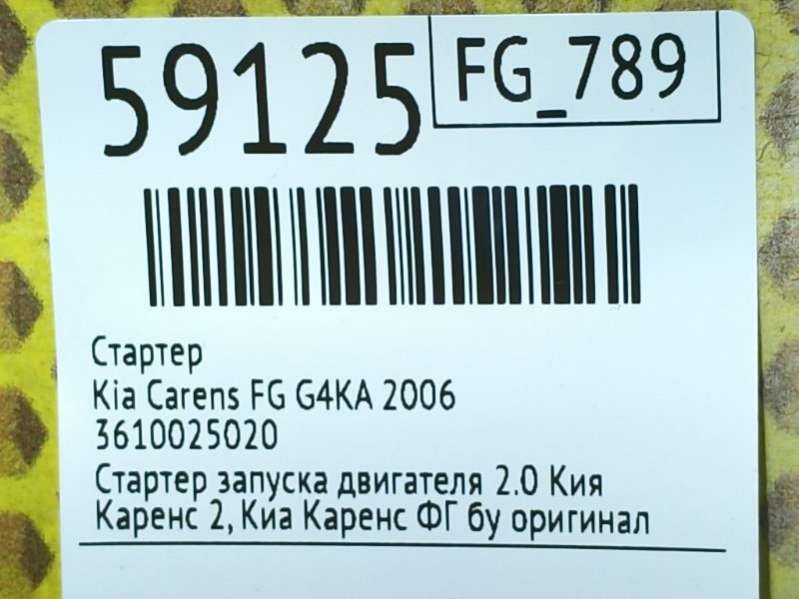 59125
FG_789
Стартер
Kia Carens FG G4KA 2006
3610025020
Стартер запуска двигателя 2.0 Кия
Каренс 2, Киа Каренс ФГ бу оригинал